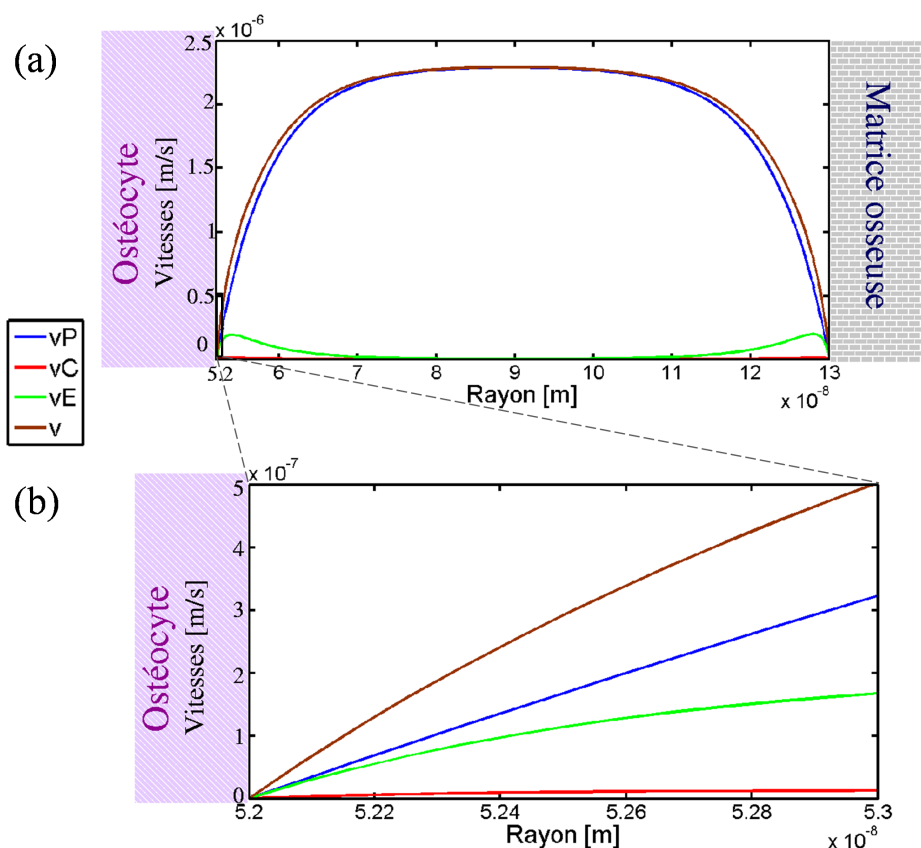 (a)
Ostéocyte
Vitesses [m/s]
x 10⁻⁶
2.5
2
1.5
1
0.5
0
5.2
6
7
8
9
10
11
12
13
Rayon [m]
x 10⁻⁸
Matrice osseuse
vP
vC
vE
v
(b)
Ostéocyte
Vitesses [m/s]
x 10⁻⁷
5
4
3
2
1
0
5.2
5.22
5.24
5.26
5.28
5.3
Rayon [m]
x 10⁻⁸